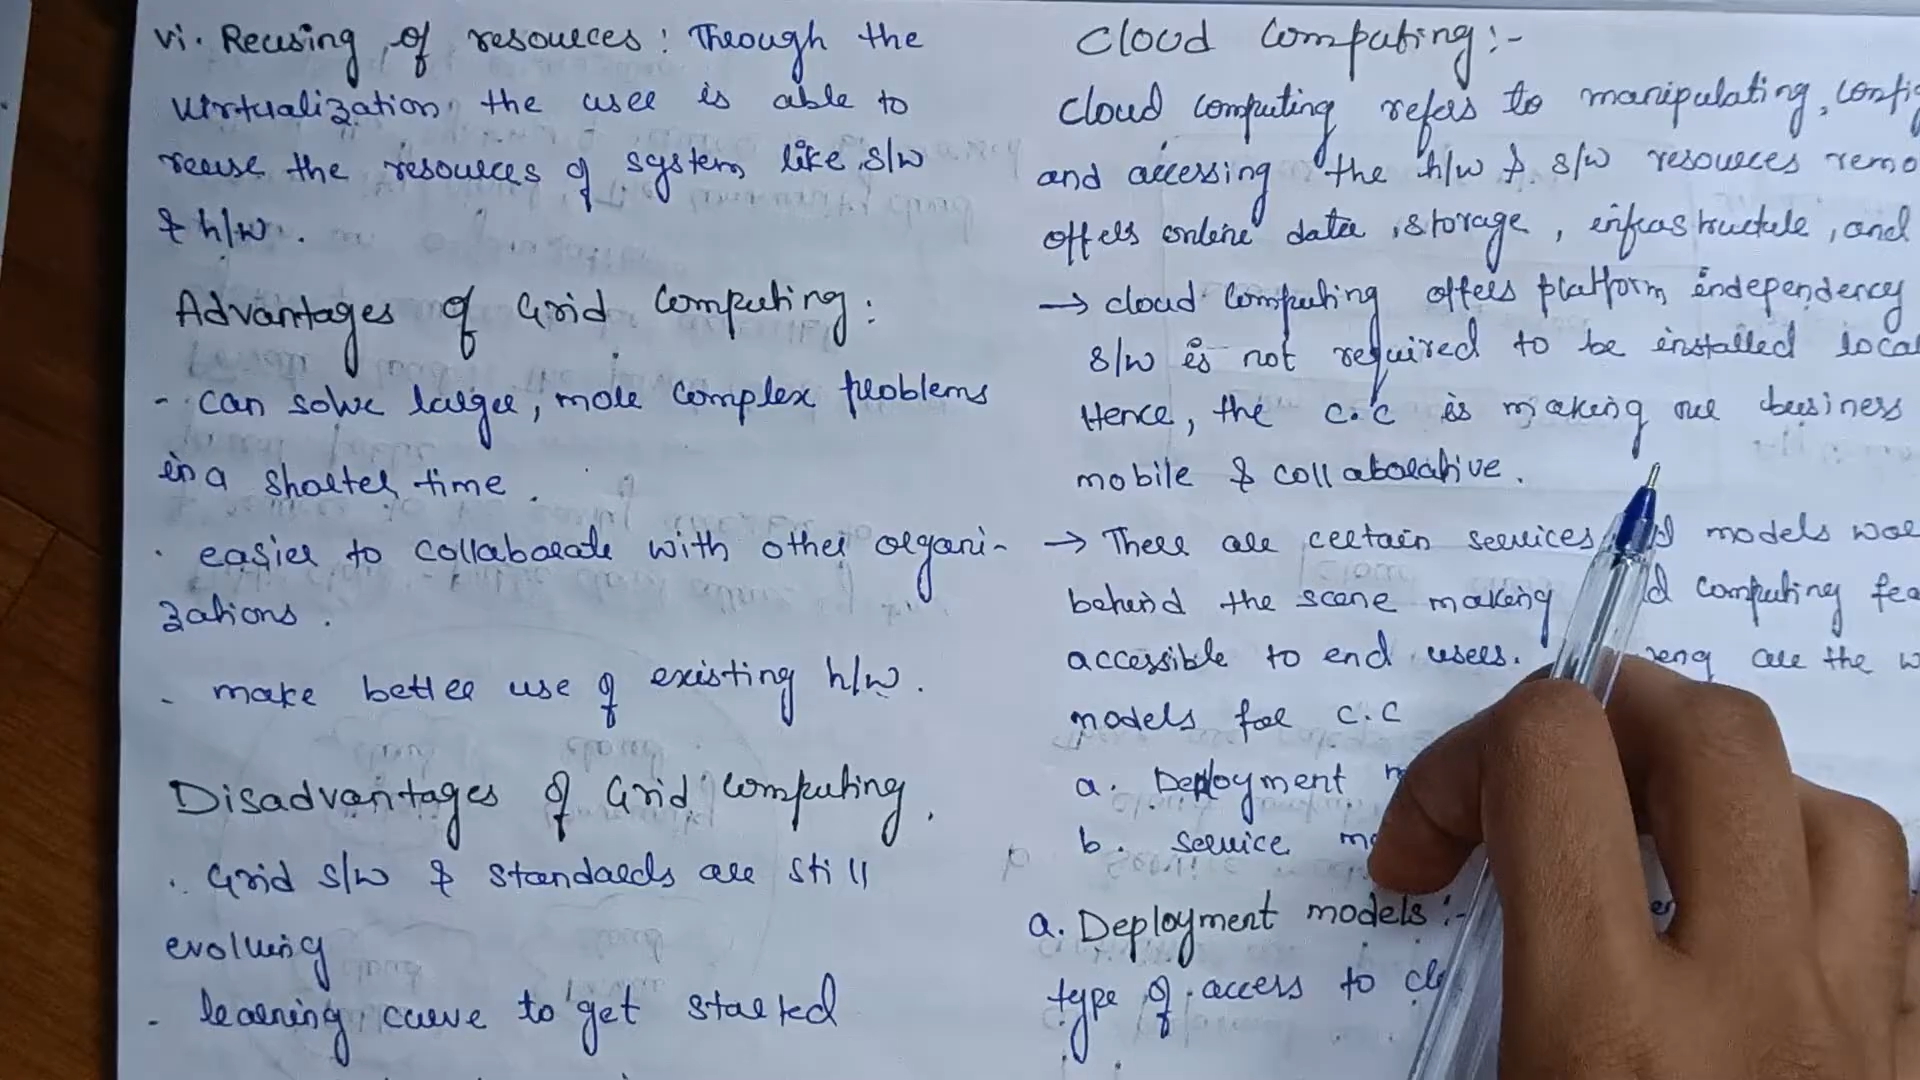 vi. Reusing of resources: Through the
virtualization, the user is able to
reuse the resources of system like s/w
& h/w.
Advantages of Grid Computing:
- can solve larger, more complex problems
in a shorter time.
. easier to collaborate with other organi-
zations.
- make better use of existing h/w.
Disadvantages of Grid Computing.
. Grid s/w & standards are still
evolving
- learning curve to get started
Cloud Computing:-
Cloud computing refers to manipulating,
and accessing the h/w & s/w resources
offers online data storage, infrastructure, and
→ cloud computing offers platform independency
s/w is not required to be installed
Hence, the C.C is making our business
mobile & collaborative.
→ There are certain services models
behind the scene making computing
accessible to end users. are the
models for C.C
a. Deployment
b. service
a. Deployment models:-
type of access to